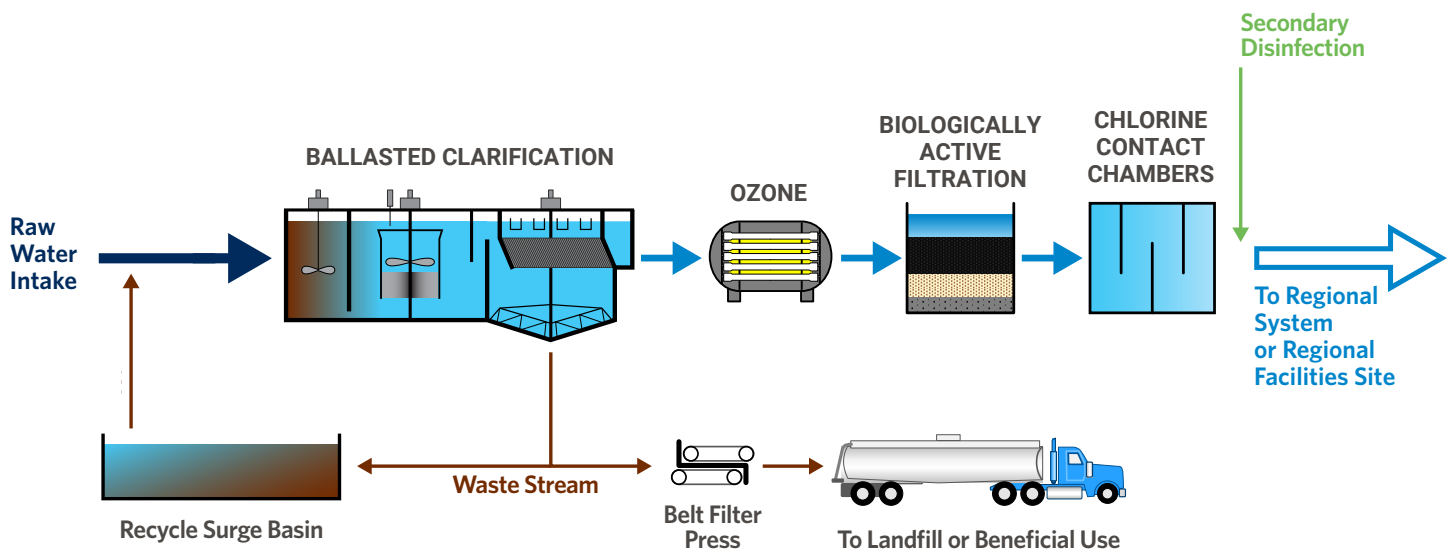 Secondary
Disinfection
BALLASTED CLARIFICATION
OZONE
BIOLOGICALLY
ACTIVE
FILTRATION
CHLORINE
CONTACT
CHAMBERS
Raw
Water
Intake
To Regional
System
or Regional
Facilities Site
Waste Stream
Recycle Surge Basin
Belt Filter
Press
To Landfill or Beneficial Use